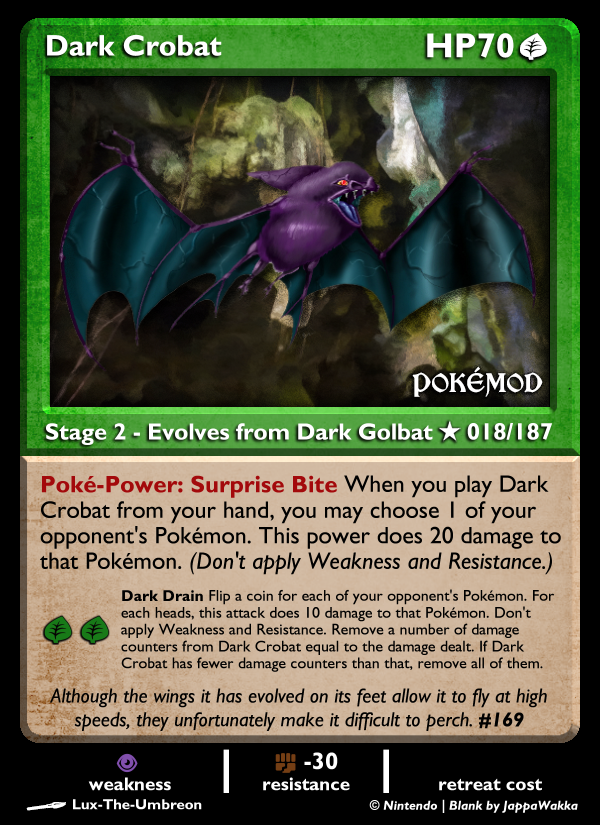 Dark Crobat
HP70
POKÉMOD
Stage 2 - Evolves from Dark Golbat ★ 018/187
Poké-Power: Surprise Bite When you play Dark
Crobat from your hand, you may choose 1 of your
opponent's Pokémon. This power does 20 damage to
that Pokémon. (Don't apply Weakness and Resistance.)
Dark Drain Flip a coin for each of your opponent's Pokémon. For
each heads, this attack does 10 damage to that Pokémon. Don't
apply Weakness and Resistance. Remove a number of damage
counters from Dark Crobat equal to the damage dealt. If Dark
Crobat has fewer damage counters than that, remove all of them.
Although the wings it has evolved on its feet allow it to fly at high
speeds, they unfortunately make it difficult to perch. #169
-30
weakness
resistance
retreat cost
Lux-The-Umbreon
© Nintendo | Blank by JappaWakka